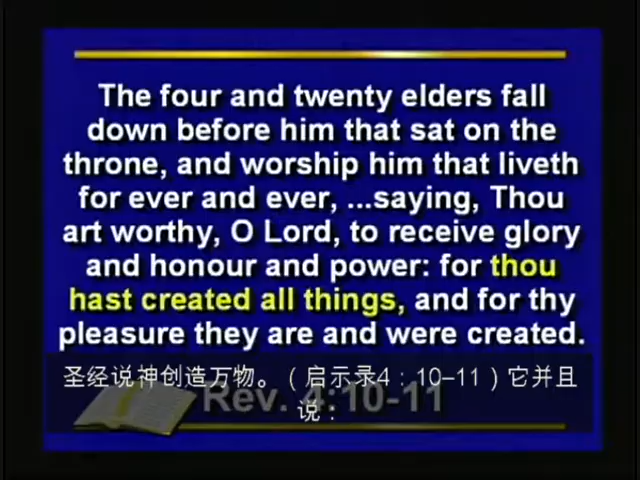 The four and twenty elders fall
down before him that sat on the
throne, and worship him that liveth
for ever and ever, ...saying, Thou
art worthy, O Lord, to receive glory
and honour and power: for thou
hast created all things, and for thy
pleasure they are and were created.
圣经说神创造万物。（启示录4：10–11）它并且
说：
Rev. 4:10-11